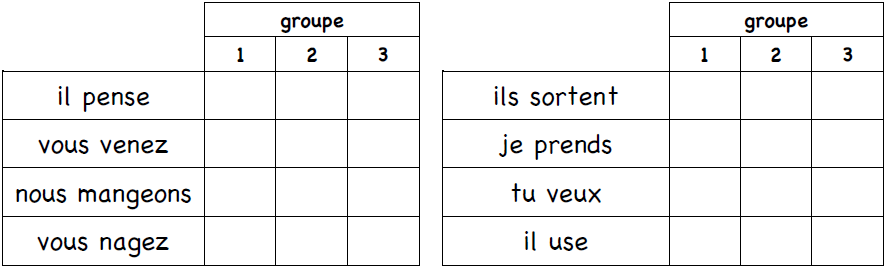 groupe
1 2 3
il pense
vous venez
nous mangeons
vous nagez
groupe
1 2 3
ils sortent
je prends
tu veux
il use